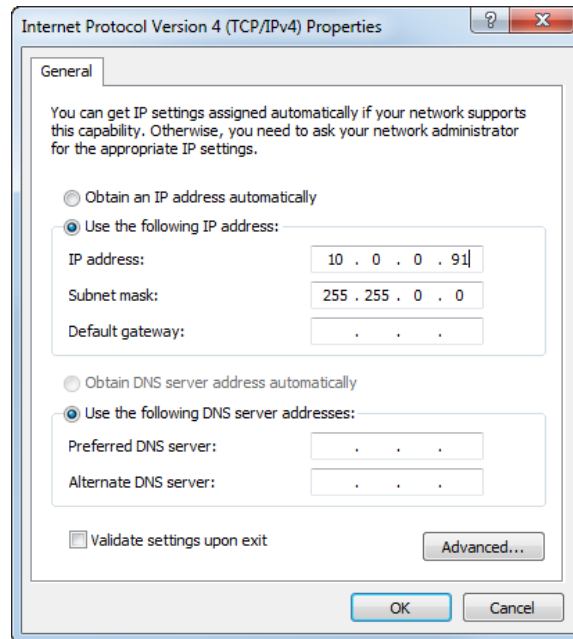 Internet Protocol Version 4 (TCP/IPv4) Properties
?
X
General
You can get IP settings assigned automatically if your network supports
this capability. Otherwise, you need to ask your network administrator
for the appropriate IP settings.
Obtain an IP address automatically
Use the following IP address:
IP address: 10 . 0 . 0 . 91
Subnet mask: 255 . 255 . 0 . 0
Default gateway: . . .
Obtain DNS server address automatically
Use the following DNS server addresses:
Preferred DNS server: . . .
Alternate DNS server: . . .
Validate settings upon exit
Advanced...
OK Cancel